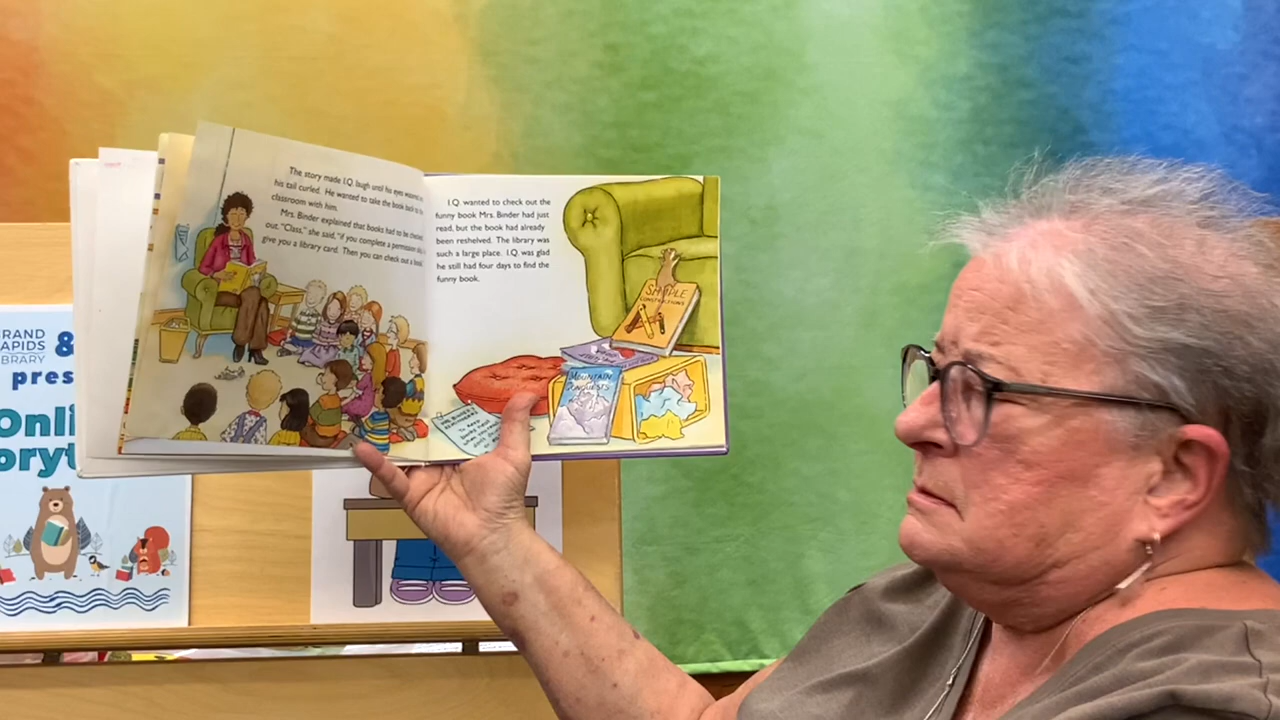 The story made I.Q. laugh until his eyes watered
his tail curled. He wanted to take the book back to
classroom with him.
Mrs. Binder explained that books had to be checked
out. "Class," she said, "if you complete a permission
give you a library card. Then you can check out a book
I.Q. wanted to check out the
funny book Mrs. Binder had just
read, but the book had already
been reshelved. The library was
such a large place. I.Q. was glad
he still had four days to find the
funny book.
SIMPLE
CONSTRUCTIONS
MOUNTAIN
CONQUESTS
RAND &
RAPIDS
LIBRARY
pres
Onli
oryt